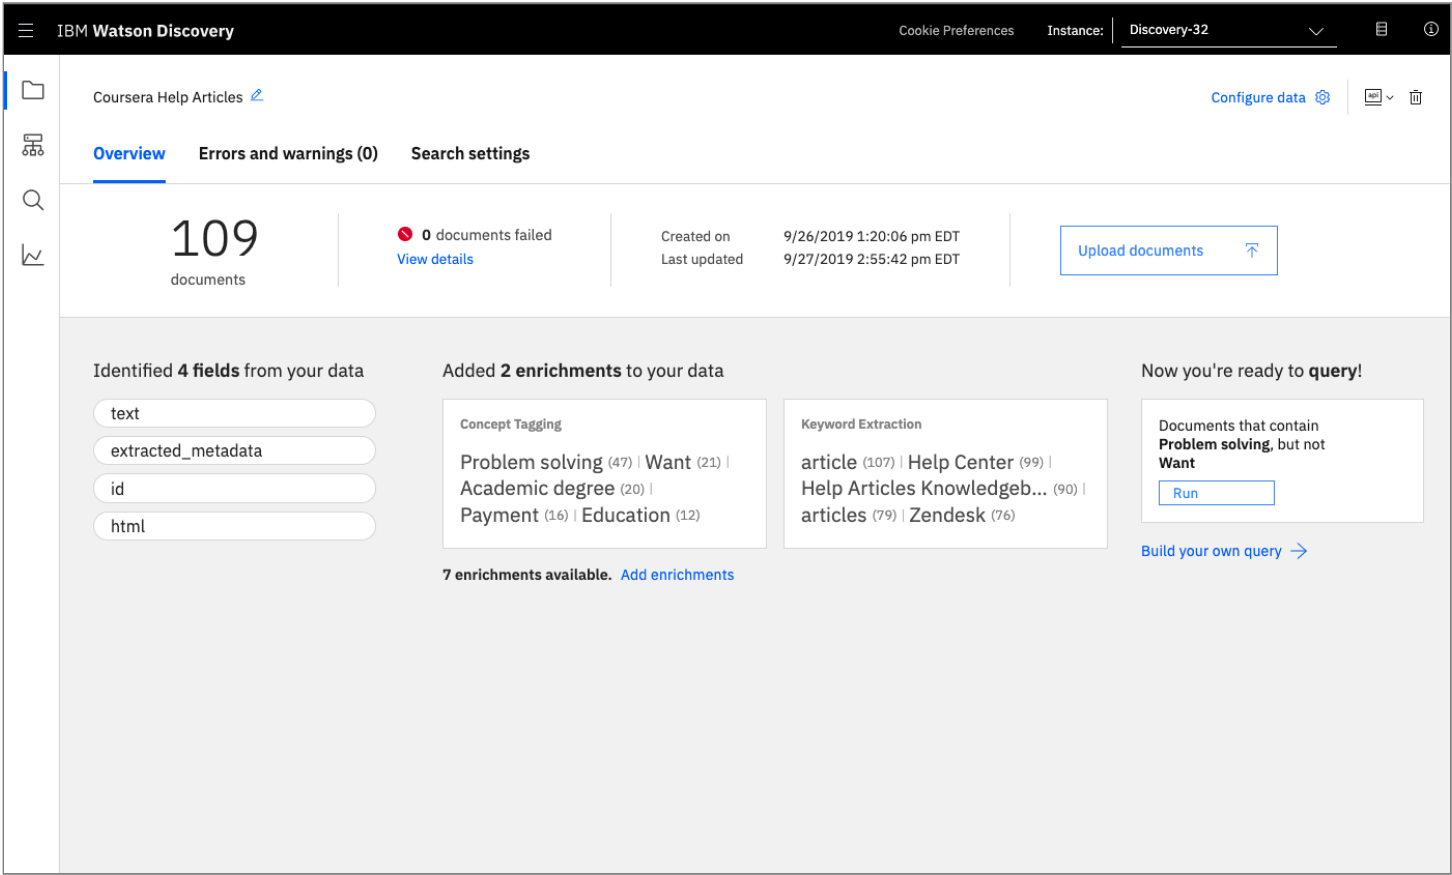 IBM Watson Discovery
Cookie Preferences
Instance:
Discovery-32
Coursera Help Articles
Configure data
api
Overview
Errors and warnings (0)
Search settings
109
documents
0 documents failed
View details
Created on 9/26/2019 1:20:06 pm EDT
Last updated 9/27/2019 2:55:42 pm EDT
Upload documents
Identified 4 fields from your data
text
extracted_metadata
id
html
Added 2 enrichments to your data
Concept Tagging
Problem solving (47) | Want (21) |
Academic degree (20) |
Payment (16) | Education (12)
Keyword Extraction
article (107) | Help Center (99) |
Help Articles Knowledgeb... (90) |
articles (79) | Zendesk (76)
7 enrichments available. Add enrichments
Now you're ready to query!
Documents that contain
Problem solving, but not
Want
Run
Build your own query